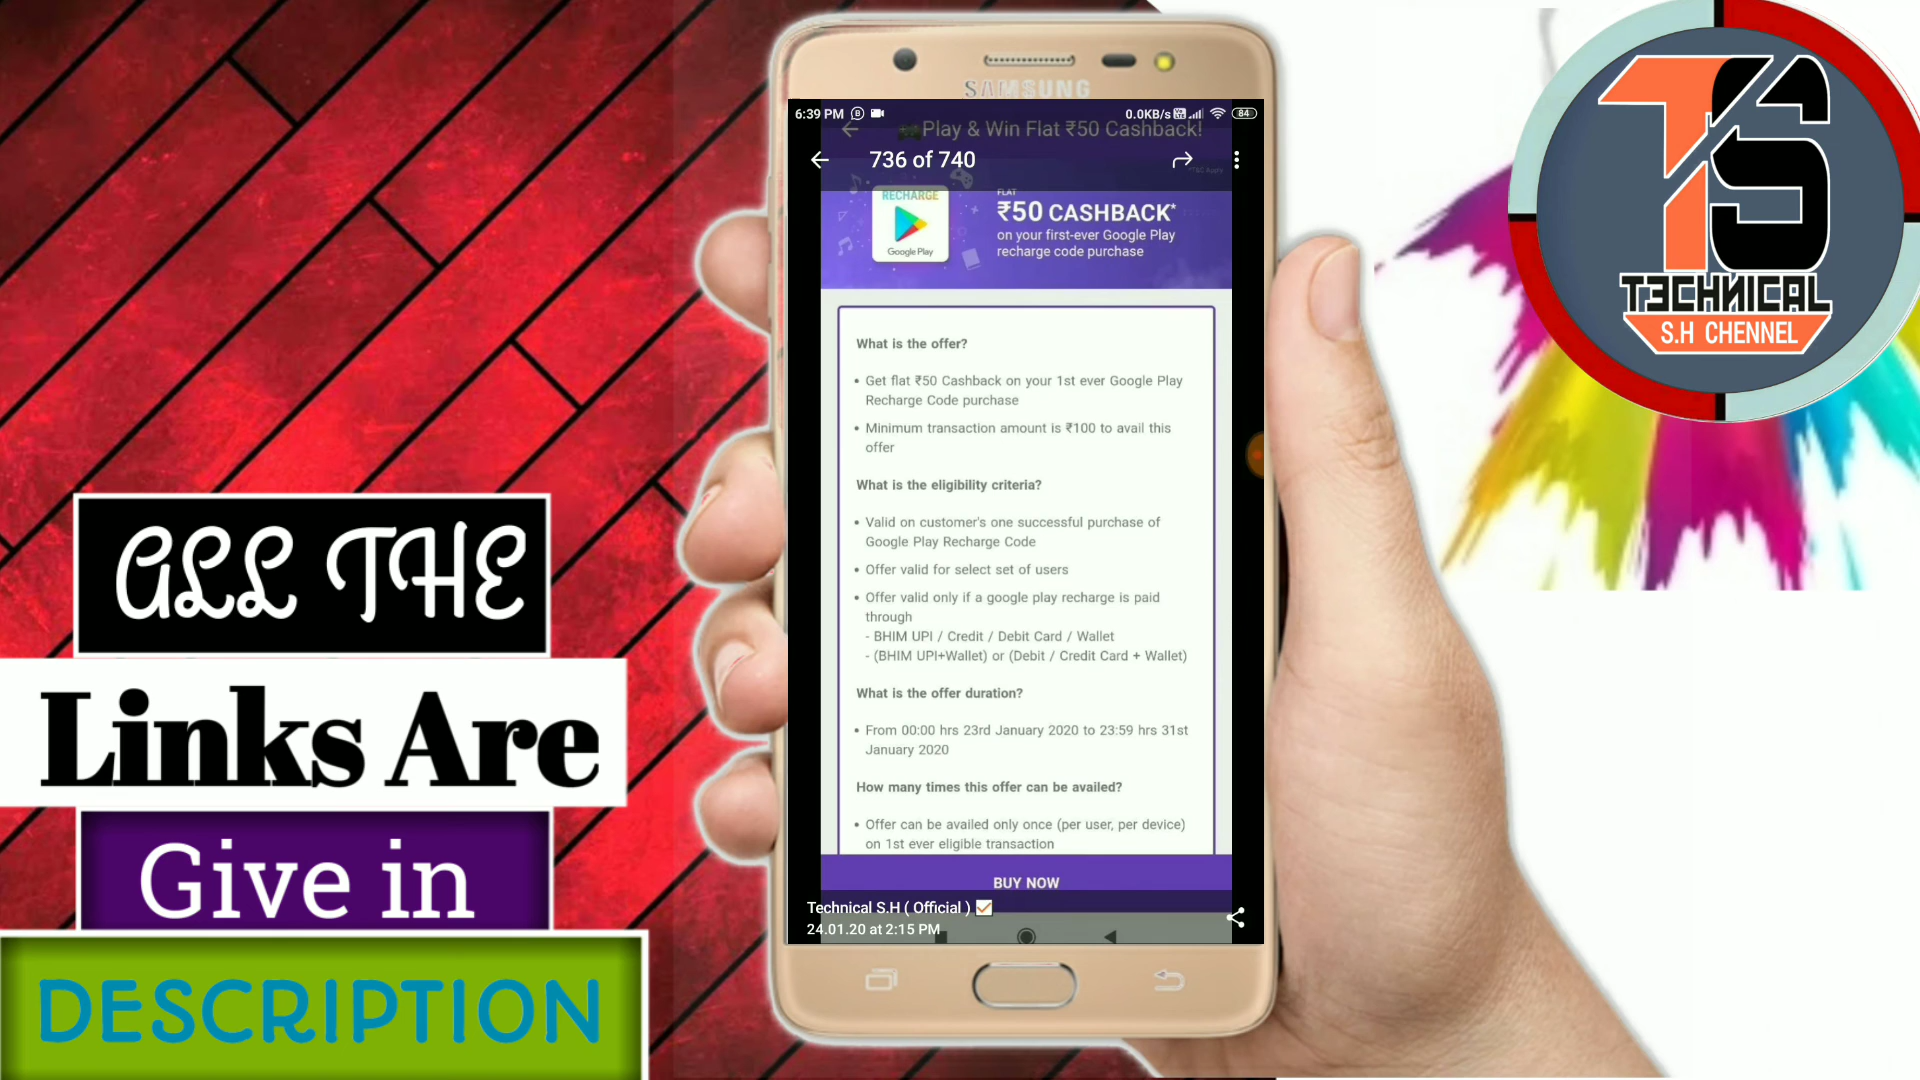 SAMSUNG
6:39 PM
0.0KB/s
84
Play & Win Flat ₹50 Cashback!
736 of 740
RECHARGE
Google Play
FLAT
₹50 CASHBACK*
on your first-ever Google Play
recharge code purchase
What is the offer?
• Get flat ₹50 Cashback on your 1st ever Google Play
Recharge Code purchase
• Minimum transaction amount is ₹100 to avail this
offer
What is the eligibility criteria?
• Valid on customer's one successful purchase of
Google Play Recharge Code
• Offer valid for select set of users
• Offer valid only if a google play recharge is paid
through
- BHIM UPI / Credit / Debit Card / Wallet
- (BHIM UPI+Wallet) or (Debit / Credit Card + Wallet)
What is the offer duration?
• From 00:00 hrs 23rd January 2020 to 23:59 hrs 31st
January 2020
How many times this offer can be availed?
• Offer can be availed only once (per user, per device)
on 1st ever eligible transaction
BUY NOW
Technical S.H ( Official )
24.01.20 at 2:15 PM
ALL THE
Links Are
Give in
DESCRIPTION
TS
TECHNICAL
S.H CHENNEL